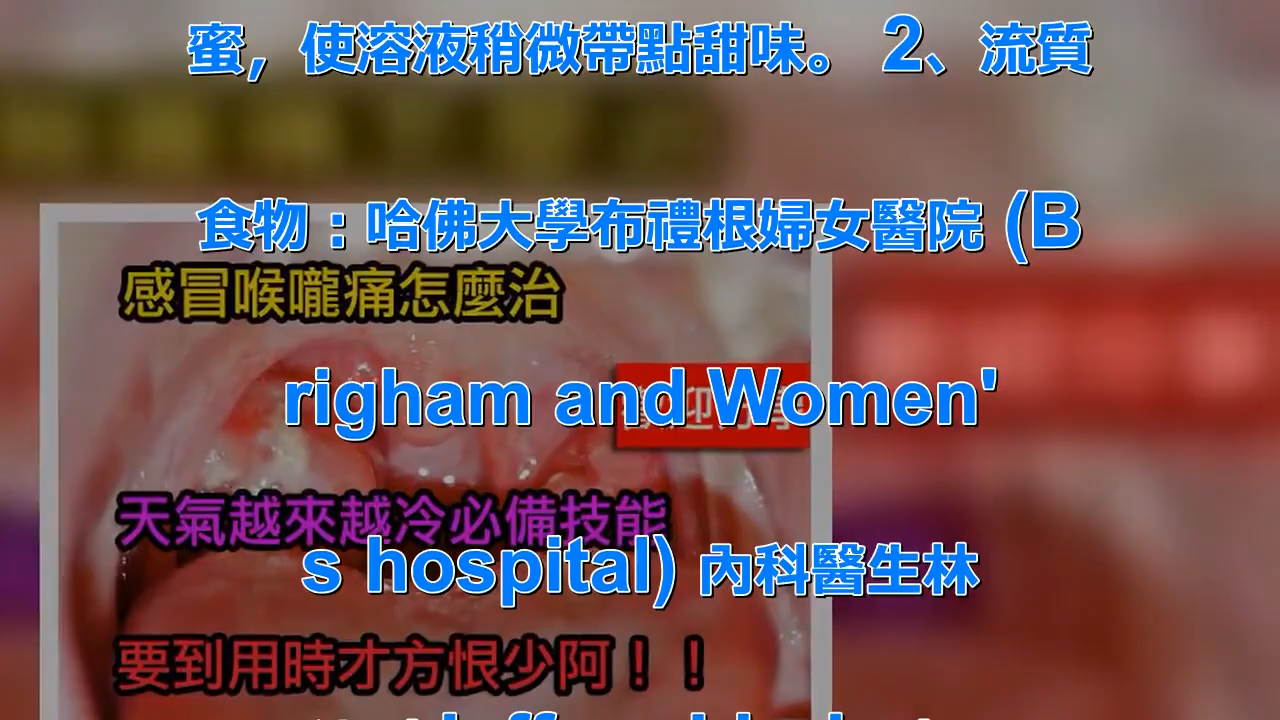 蜜，使溶液稍微帶點甜味。 2、流質
食物：哈佛大學布禮根婦女醫院 (B
感冒喉嚨痛怎麼治
righam and Women'
天氣越來越冷必備技能
s hospital) 內科醫生林
要到用時才方恨少阿！！